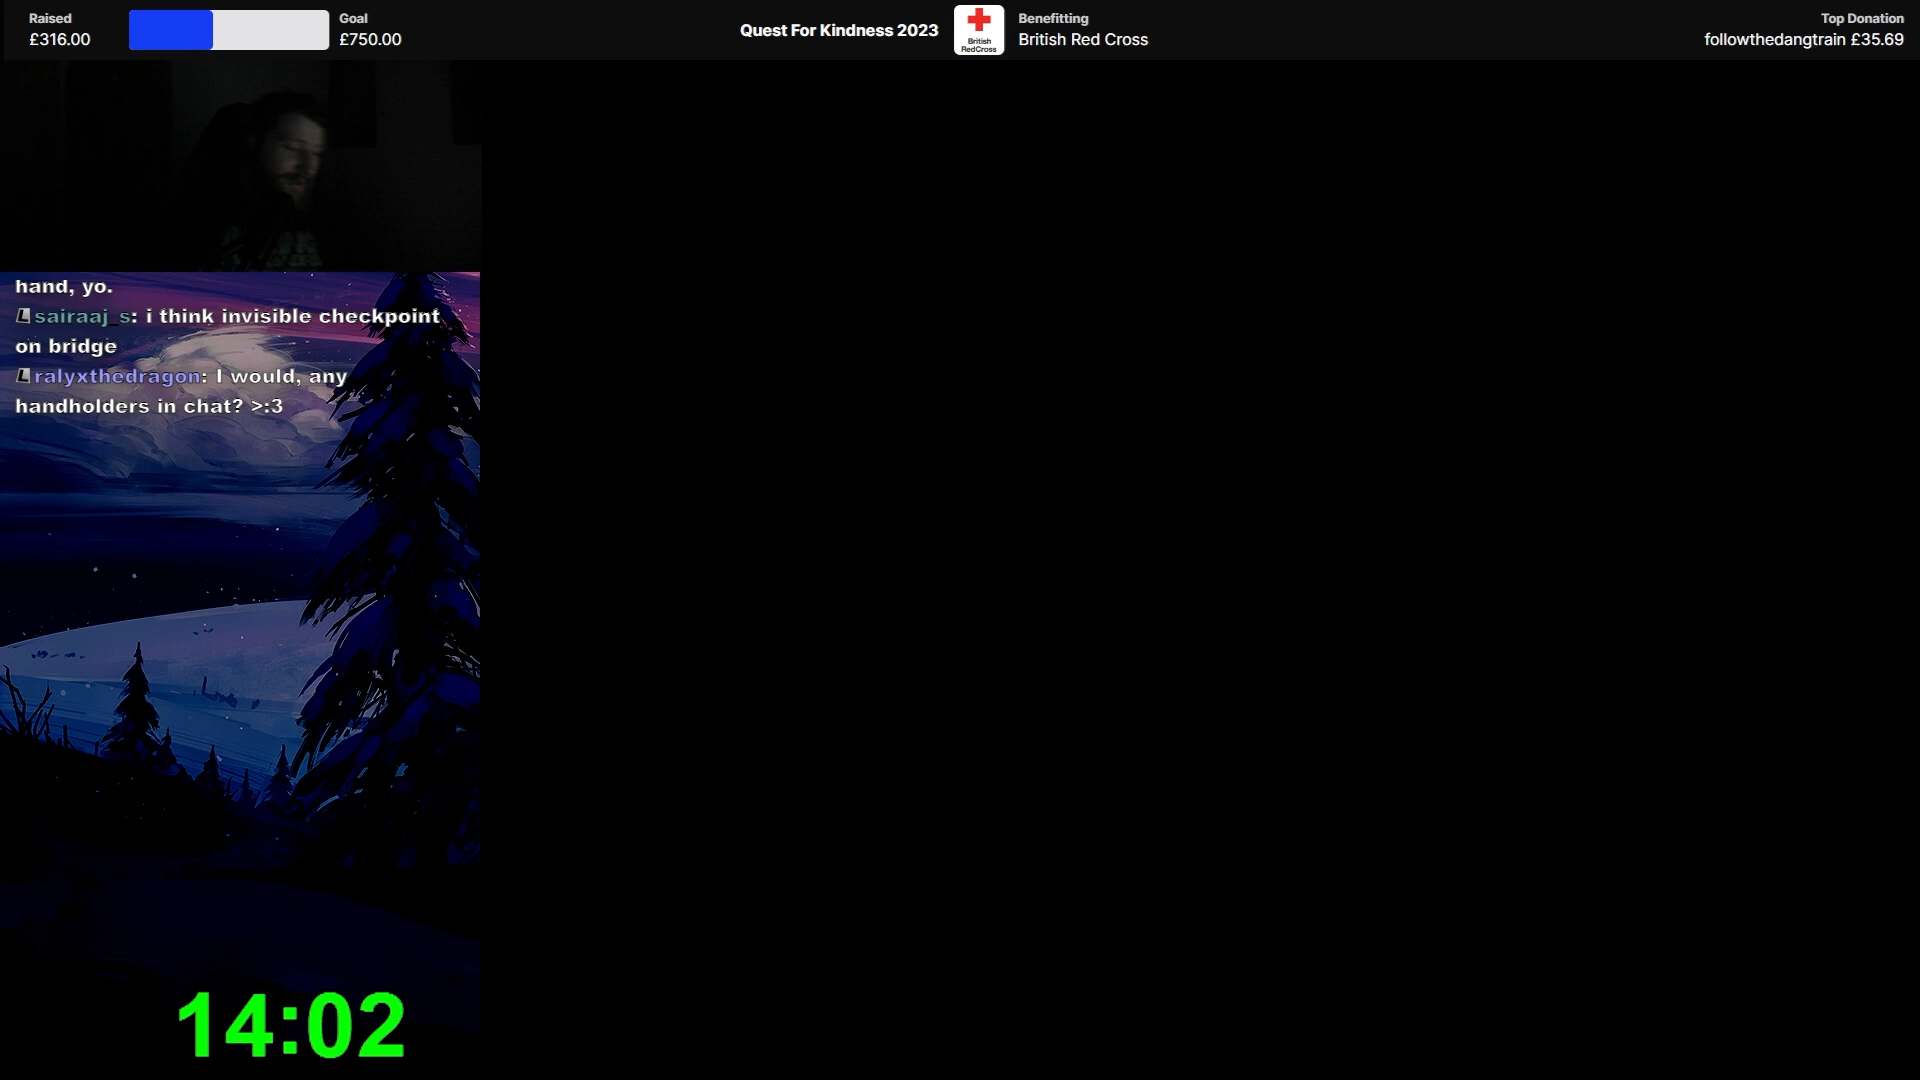 Raised
£316.00
Goal
£750.00
Quest For Kindness 2023
British
RedCross
Benefitting
British Red Cross
Top Donation
followthedangtrain £35.69
hand, yo.
sairaaj_s: i think invisible checkpoint
on bridge
ralyxthedragon: I would, any
handholders in chat? >:3
14:02